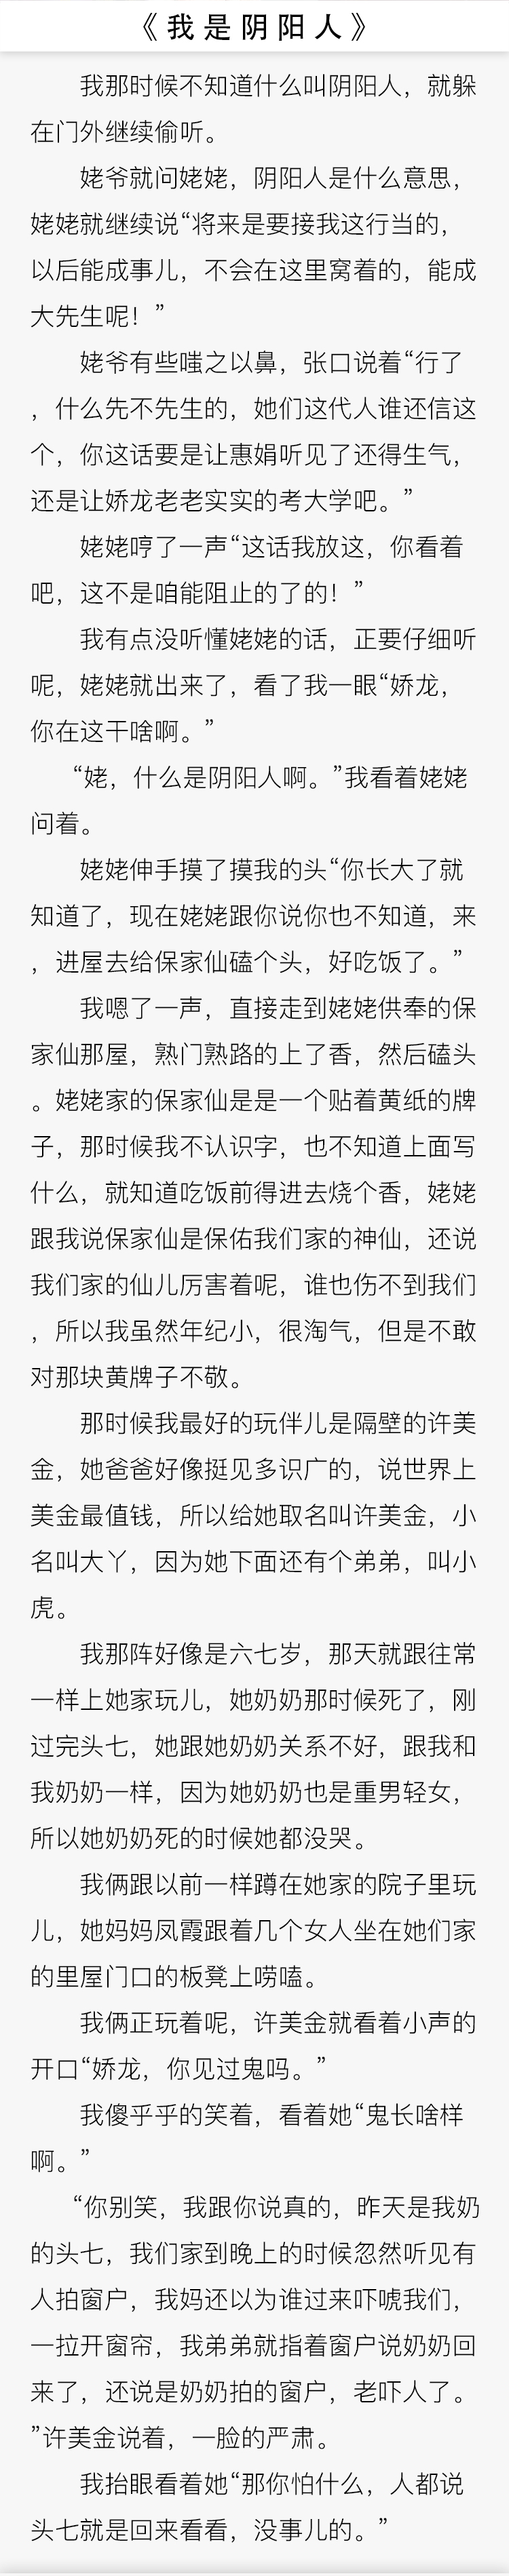 《我是阴阳人》
我那时候不知道什么叫阴阳人，就躲
在门外继续偷听。
姥爷就问姥姥，阴阳人是什么意思，
姥姥就继续说“将来是要接我这行当的，
以后能成事儿，不会在这里窝着的，能成
大先生呢！”
姥爷有些嗤之以鼻，张口说着“行了
，什么先不先生的，她们这代人谁还信这
个，你这话要是让惠娟听见了还得生气，
还是让娇龙老老实实的考大学吧。”
姥姥哼了一声“这话我放这，你看着
吧，这不是咱能阻止的了的！”
我有点没听懂姥姥的话，正要仔细听
呢，姥姥就出来了，看了我一眼“娇龙，
你在这干啥啊。”
“姥，什么是阴阳人啊。”我看着姥姥
问着。
姥姥伸手摸了摸我的头“你长大了就
知道了，现在姥姥跟你说你也不知道，来
，进屋去给保家仙磕个头，好吃饭了。”
我嗯了一声，直接走到姥姥供奉的保
家仙那屋，熟门熟路的上了香，然后磕头
。姥姥家的保家仙是是一个贴着黄纸的牌
子，那时候我不认识字，也不知道上面写
什么，就知道吃饭前得进去烧个香，姥姥
跟我说保家仙是保佑我们家的神仙，还说
我们家的仙儿厉害着呢，谁也伤不到我们
，所以我虽然年纪小，很淘气，但是不敢
对那块黄牌子不敬。
那时候我最好的玩伴儿是隔壁的许美
金，她爸爸好像挺见多识广的，说世界上
美金最值钱，所以给她取名叫许美金，小
名叫大丫，因为她下面还有个弟弟，叫小
虎。
我那阵好像是六七岁，那天就跟往常
一样上她家玩儿，她奶奶那时候死了，刚
过完头七，她跟她奶奶关系不好，跟我和
我奶奶一样，因为她奶奶也是重男轻女，
所以她奶奶死的时候她都没哭。
我俩跟以前一样蹲在她家的院子里玩
儿，她妈妈凤霞跟着几个女人坐在她们家
的里屋门口的板凳上唠嗑。
我俩正玩着呢，许美金就看着小声的
开口“娇龙，你见过鬼吗。”
我傻乎乎的笑着，看着她“鬼长啥样
啊。”
“你别笑，我跟你说真的，昨天是我奶
的头七，我们家到晚上的时候忽然听见有
人拍窗户，我妈还以为谁过来吓唬我们，
一拉开窗帘，我弟弟就指着窗户说奶奶回
来了，还说是奶奶拍的窗户，老吓人了。
”许美金说着，一脸的严肃。
我抬眼看着她“那你怕什么，人都说
头七就是回来看看，没事儿的。”